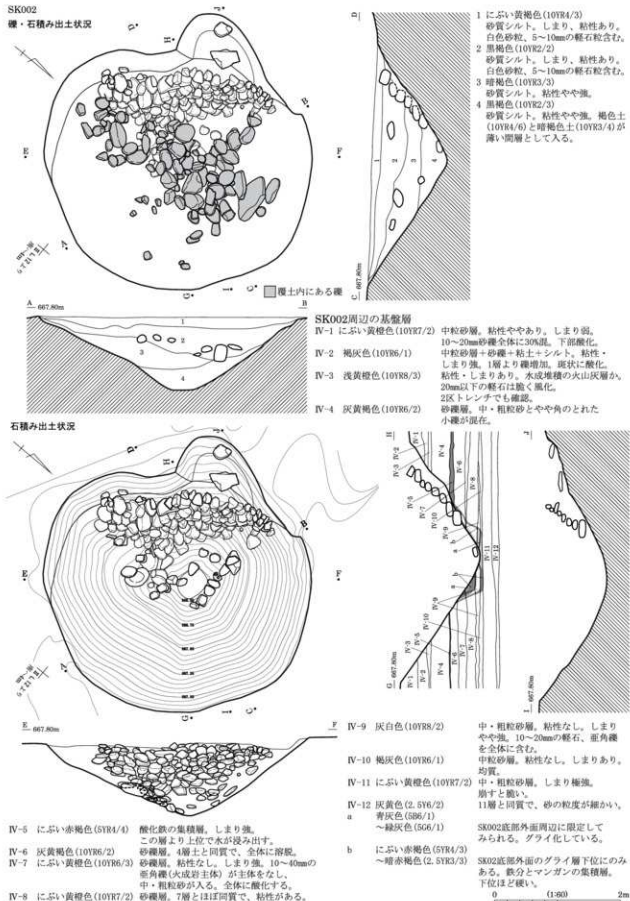 SK002
礫・石積み出土状況
1 にぶい黄褐色(10YR4/3)
砂質シルト。しまり、粘性あり。
白色砂粒、5~10mmの軽石粒含む。
2 黒褐色(10YR2/2)
砂質シルト。しまり、粘性あり。
白色砂粒、5~10mmの軽石粒含む。
3 暗褐色(10YR3/3)
砂質シルト。粘性やや強。
4 黒褐色(10YR2/3)
砂質シルト。粘性やや強。褐色土
(10YR4/6)と暗褐色土(10YR3/4)が
薄い間層として入る。
覆土内にある礫
A 667.80m B
SK002周辺の基盤層
IV-1 にぶい黄橙色(10YR7/2) 中粒砂層。粘性ややあり。しまり弱。
10~20mm砂礫全体に30%混。下部酸化。
IV-2 褐灰色(10YR6/1) 中粒砂層+砂礫+粘土+シルト。粘性・
しまり強。1層より礫増加。斑状に酸化。
IV-3 浅黄橙色(10YR8/3) 粘性・しまりあり。水成堆積の火山灰層か。
20mm以下の軽石は脆く風化。
2区トレンチでも確認。
IV-4 灰黄褐色(10YR6/2) 砂礫層。中・粗粒砂とやや角のとれた
小礫が混在。
石積み出土状況
E 667.80m F
IV-5 にぶい赤褐色(5YR4/4) 酸化鉄の集積層。しまり強。
この層より上位で水が浸み出す。
IV-6 灰黄褐色(10YR6/2) 砂礫層。4層土と同質で、全体に溶脱。
IV-7 にぶい黄橙色(10YR6/3) 砂礫層。粘性なし。しまり強。10~40mmの
亜角礫(火成岩主体)が主体をなし、
中・粗粒砂が入る。全体に酸化する。
IV-8 にぶい黄橙色(10YR7/2) 砂礫層。7層とほぼ同質で、粘性がある。
IV-9 灰白色(10YR8/2) 中・粗粒砂層。粘性なし。しまり
やや強。10~20mmの軽石、亜角礫
を全体に含む。
IV-10 褐灰色(10YR6/1) 中粒砂層。粘性なし。しまりあり。
均質。
IV-11 にぶい黄橙色(10YR7/2) 中・粗粒砂層。しまり極強。
崩すと脆い。
IV-12 灰黄色(2.5Y6/2) 11層と同質で、砂の粒度が細かい。
a 青灰色(5B6/1)
~緑灰色(5G6/1) SK002底部外面周辺に限定して
みられる。グライ化している。
b にぶい赤褐色(5YR4/3)
~暗赤褐色(2.5YR3/3) SK02底部外面のグライ層下位にのみ
ある。鉄分とマンガンの集積層。
下位ほど硬い。
0 (1:60) 2m